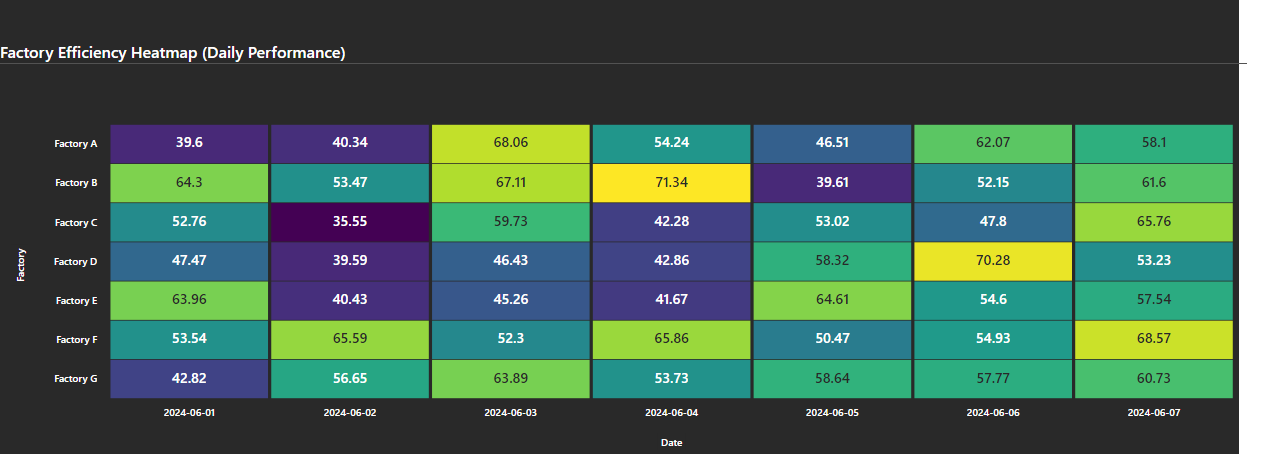 Factory Efficiency Heatmap (Daily Performance)
Factory A 39.6 40.34 68.06 54.24 46.51 62.07 58.1
Factory B 64.3 53.47 67.11 71.34 39.61 52.15 61.6
Factory C 52.76 35.55 59.73 42.28 53.02 47.8 65.76
Factory
Factory D 47.47 39.59 46.43 42.86 58.32 70.28 53.23
Factory E 63.96 40.43 45.26 41.67 64.61 54.6 57.54
Factory F 53.54 65.59 52.3 65.86 50.47 54.93 68.57
Factory G 42.82 56.65 63.89 53.73 58.64 57.77 60.73
2024-06-01 2024-06-02 2024-06-03 2024-06-04 2024-06-05 2024-06-06 2024-06-07
Date